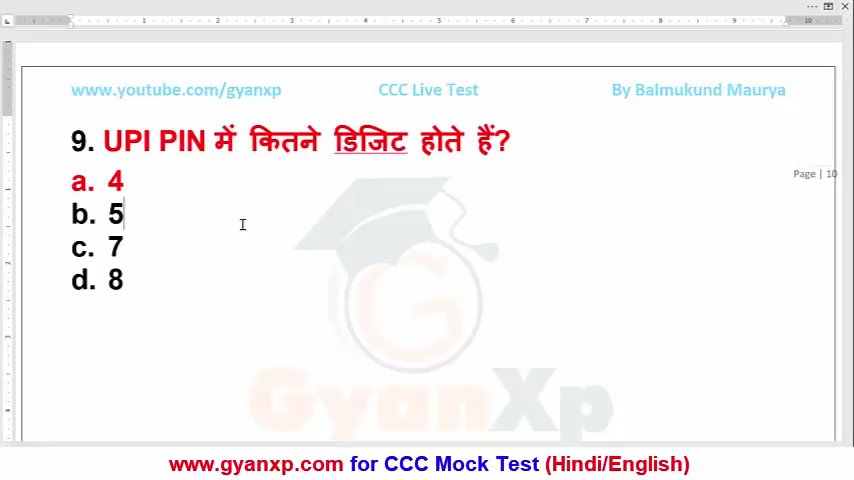 www.youtube.com/gyanxp CCC Live Test By Balmukund Maurya
9. UPI PIN में कितने डिजिट होते हैं?
Page | 10
a. 4
b. 5
c. 7
d. 8
G
GyanXp
www.gyanxp.com for CCC Mock Test (Hindi/English)